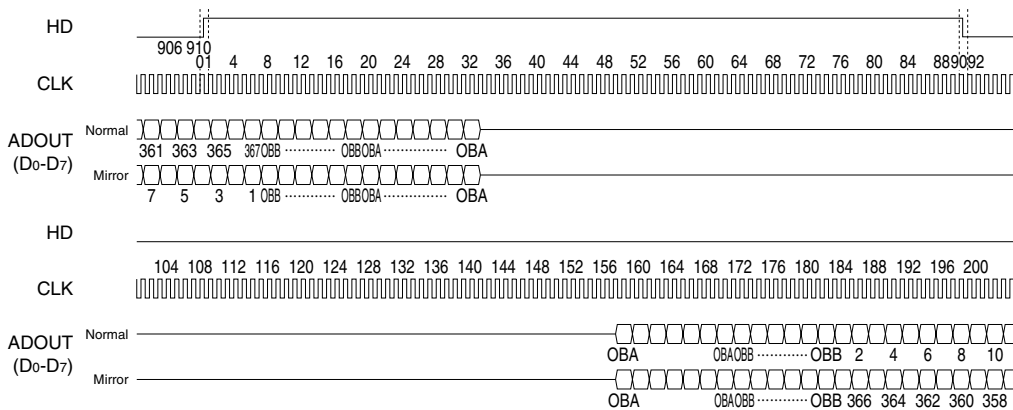 HD
906 910
01 4 8 12 16 20 24 28 32 36 40 44 48 52 56 60 64 68 72 76 80 84 889092
CLK
ADOUT
(D0-D7)
Normal
361 363 365 367 OBB ············ OBB OBA ·············· OBA
Mirror
7 5 3 1 OBB ············ OBB OBA ·············· OBA
HD
104 108 112 116 120 124 128 132 136 140 144 148 152 156 160 164 168 172 176 180 184 188 192 196 200
CLK
ADOUT
(D0-D7)
Normal
OBA OBA OBB ··········· OBB 2 4 6 8 10
Mirror
OBA OBA OBB ··········· OBB 366 364 362 360 358